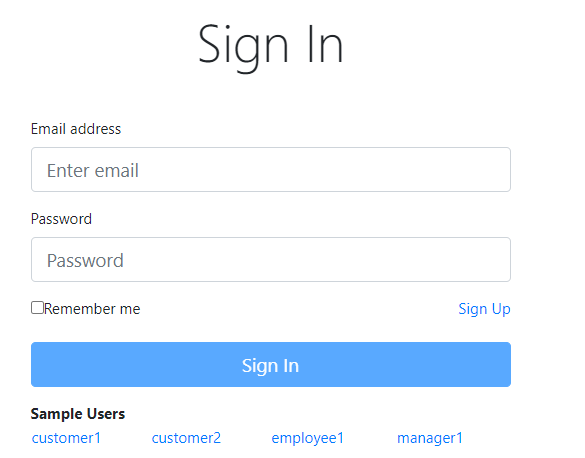 Sign In
Email address
Enter email
Password
Password
Remember me Sign Up
Sign In
Sample Users
customer1 customer2 employee1 manager1